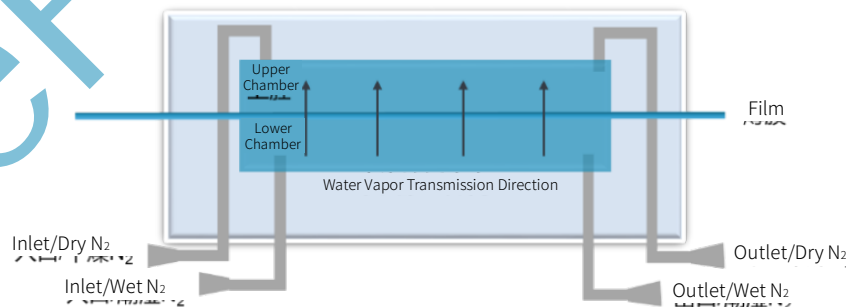 Upper
Chamber
Film
Lower
Chamber
Water Vapor Transmission Direction
Inlet/Dry N₂
Outlet/Dry N₂
Inlet/Wet N₂
Outlet/Wet N₂